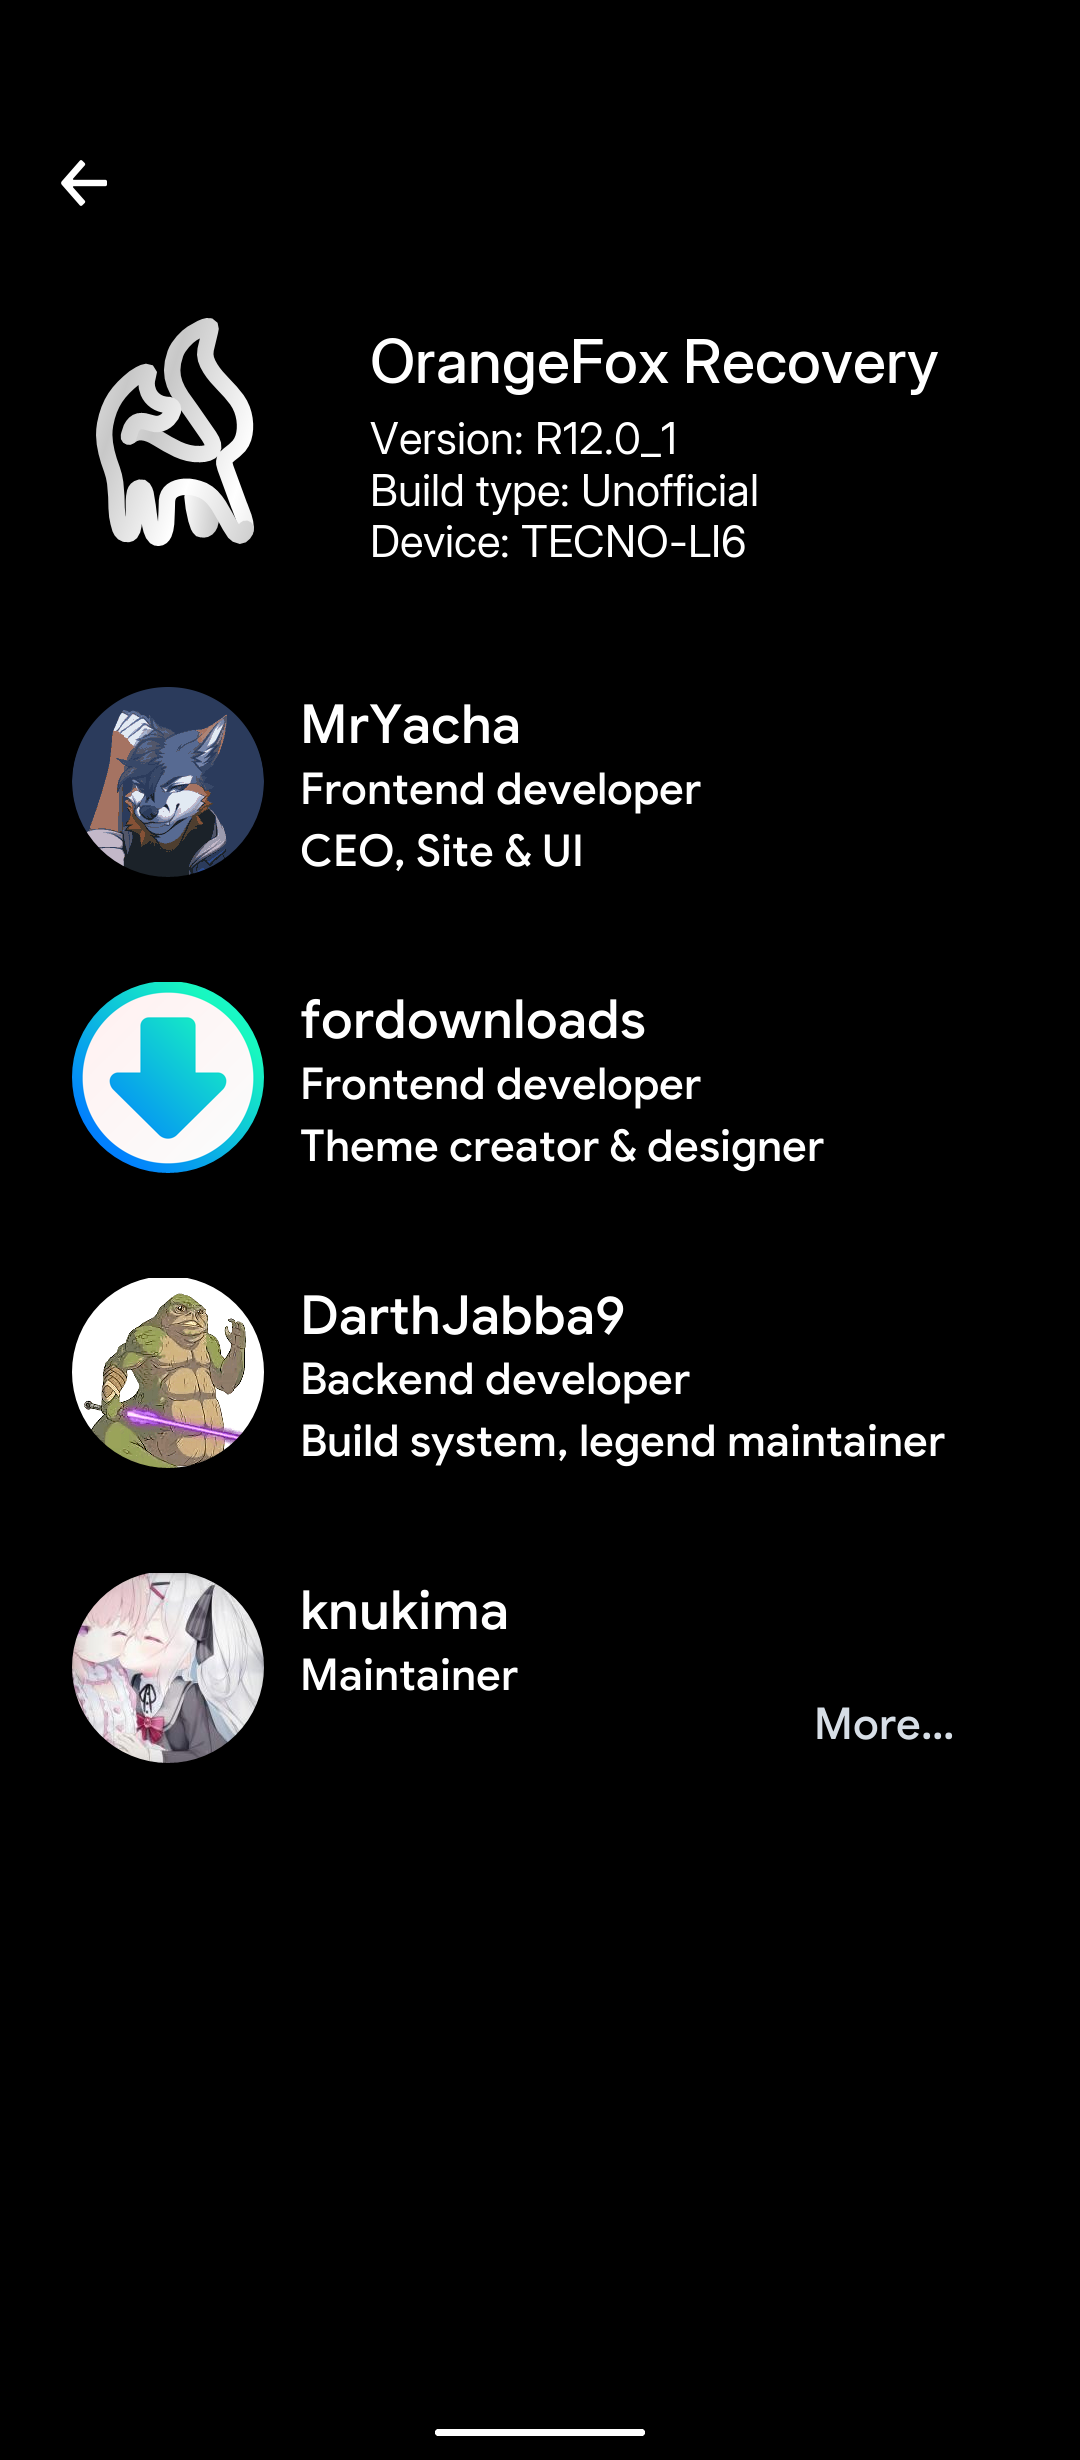 OrangeFox Recovery
Version: R12.0_1
Build type: Unofficial
Device: TECNO-LI6
MrYacha
Frontend developer
CEO, Site & UI
fordownloads
Frontend developer
Theme creator & designer
DarthJabba9
Backend developer
Build system, legend maintainer
knukima
Maintainer
More...